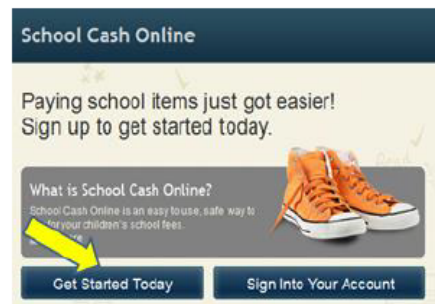 School Cash Online
Paying school items just got easier!
Sign up to get started today.
What is School Cash Online?
School Cash Online is an easy to use, safe way to
for your children's school fees.
Get Started Today
Sign Into Your Account